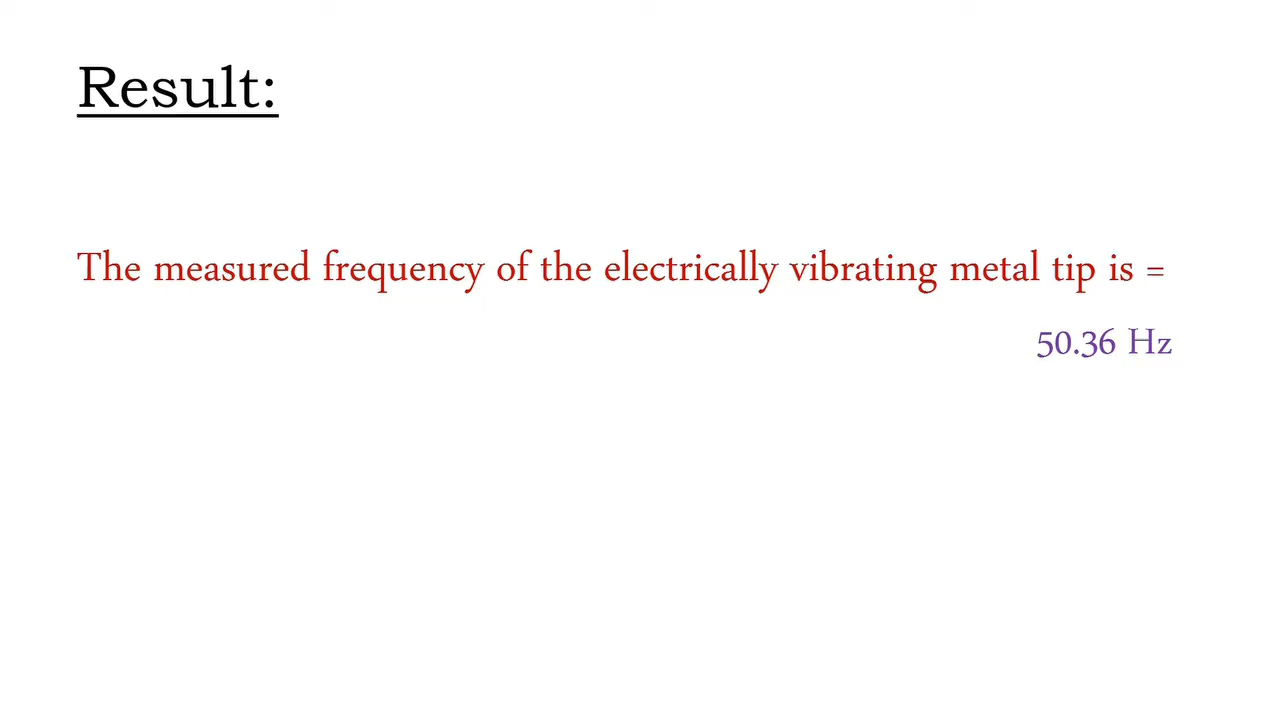 Result:
The measured frequency of the electrically vibrating metal tip is =
50.36 Hz